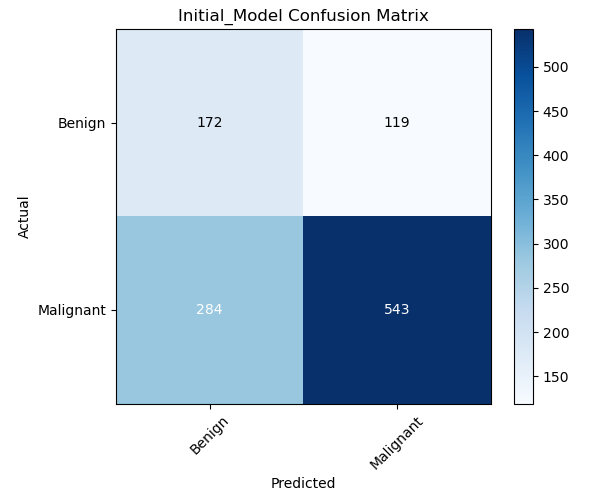 Initial_Model Confusion Matrix
Actual
Benign
172
119
Malignant
284
543
Benign
Malignant
Predicted
500
450
400
350
300
250
200
150